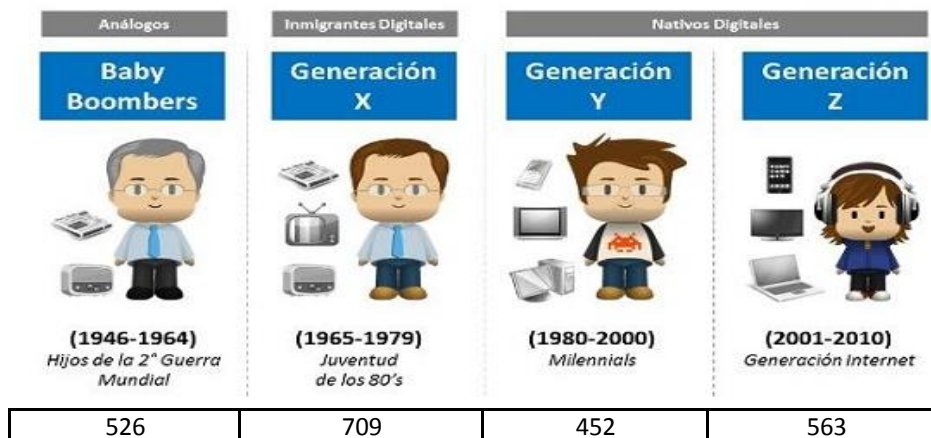 Análogos
Inmigrantes Digitales
Nativos Digitales
Baby
Boombers
Generación
X
Generación
Y
Generación
Z
(1946-1964)
Hijos de la 2° Guerra
Mundial
(1965-1979)
Juventud
de los 80's
(1980-2000)
Milennials
(2001-2010)
Generación Internet
526
709
452
563